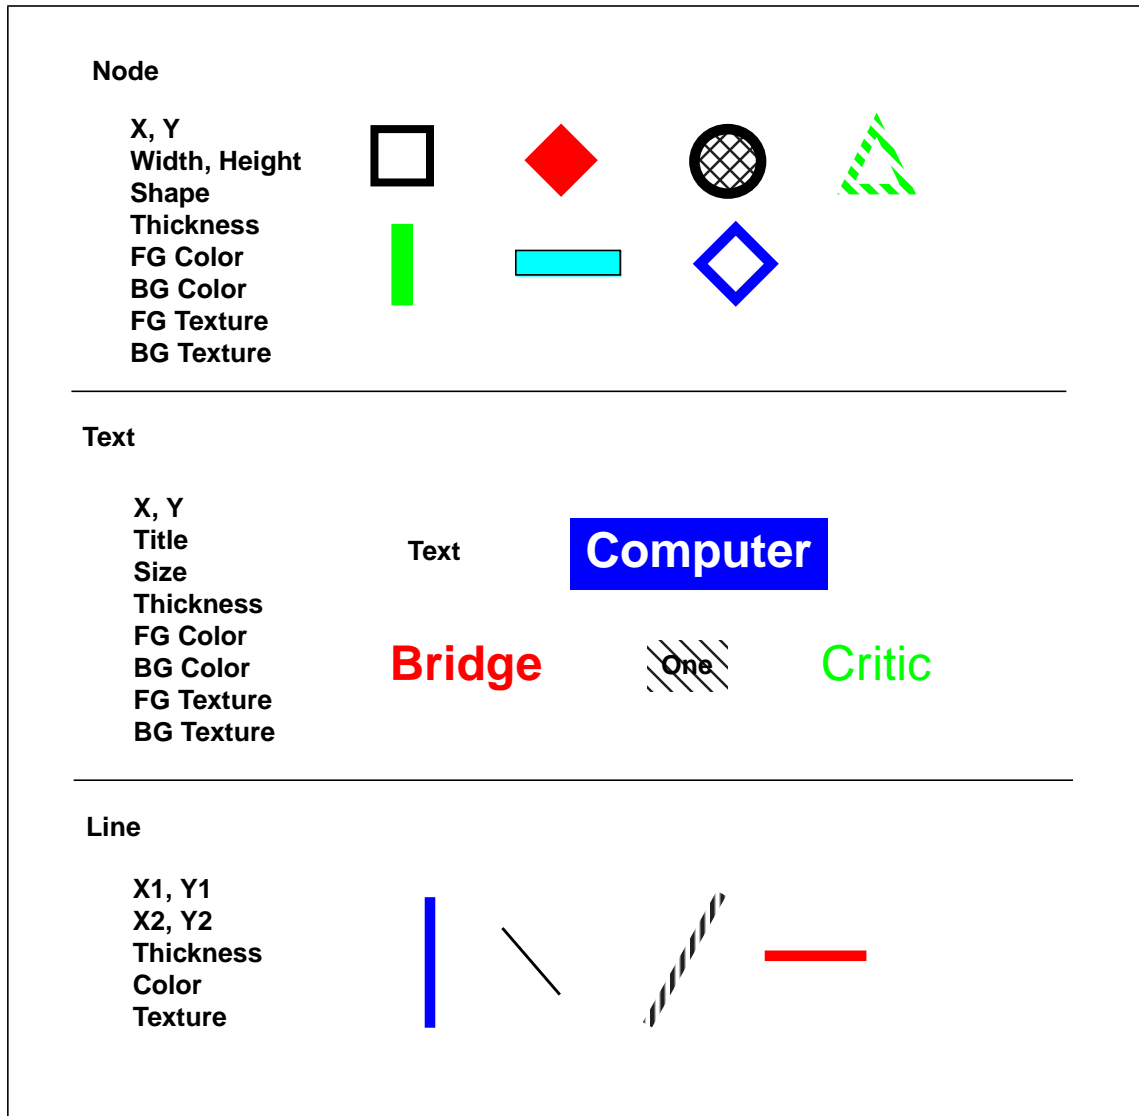 Node
X, Y
Width, Height
Shape
Thickness
FG Color
BG Color
FG Texture
BG Texture
Text
X, Y
Title
Size
Thickness
FG Color
BG Color
FG Texture
BG Texture
Text
Computer
Bridge
One
Critic
Line
X1, Y1
X2, Y2
Thickness
Color
Texture